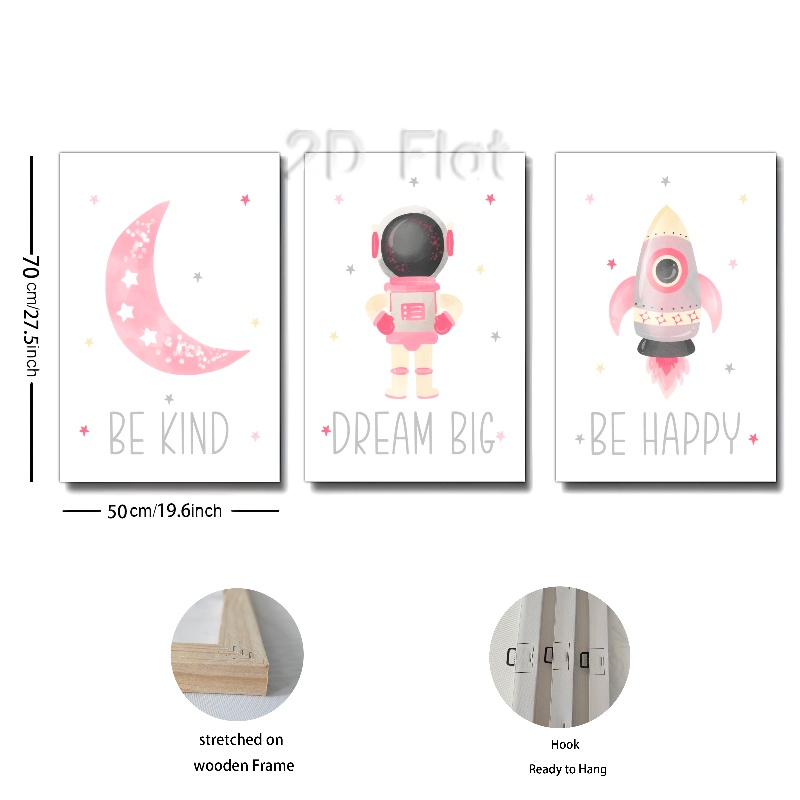 2D Flat
70cm/27.5inch
BE KIND
DREAM BIG
BE HAPPY
50cm/19.6inch
stretched on
wooden Frame
Hook
Ready to Hang